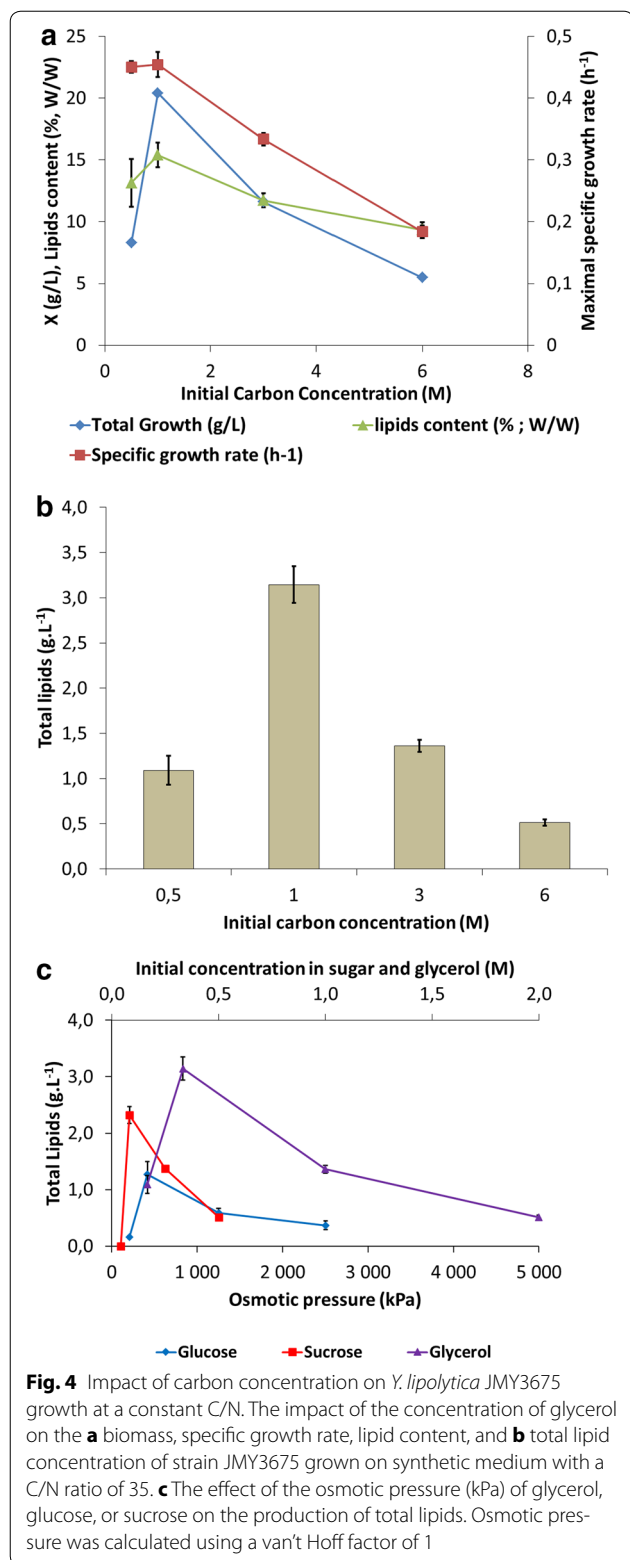 a
25
20
15
10
5
0
X (g/L), Lipids content (%, W/W)
0,5
0,4
0,3
0,2
0,1
0
Maximal specific growth rate (h-1)
0 2 4 6 8
Initial Carbon Concentration (M)
Total Growth (g/L) lipids content (% ; W/W)
Specific growth rate (h-1)
b
4,0
3,5
3,0
2,5
2,0
1,5
1,0
0,5
0,0
Total lipids (g.L-1)
0,5 1 3 6
Initial carbon concentration (M)
c
Initial concentration in sugar and glycerol (M)
0,0 0,5 1,0 1,5 2,0
4,0
3,0
2,0
1,0
0,0
Total Lipids (g.L-1)
0 1 000 2 000 3 000 4 000 5 000
Osmotic pressure (kPa)
Glucose Sucrose Glycerol
Fig. 4 Impact of carbon concentration on Y. lipolytica JMY3675
growth at a constant C/N. The impact of the concentration of glycerol
on the a biomass, specific growth rate, lipid content, and b total lipid
concentration of strain JMY3675 grown on synthetic medium with a
C/N ratio of 35. c The effect of the osmotic pressure (kPa) of glycerol,
glucose, or sucrose on the production of total lipids. Osmotic pres-
sure was calculated using a van't Hoff factor of 1